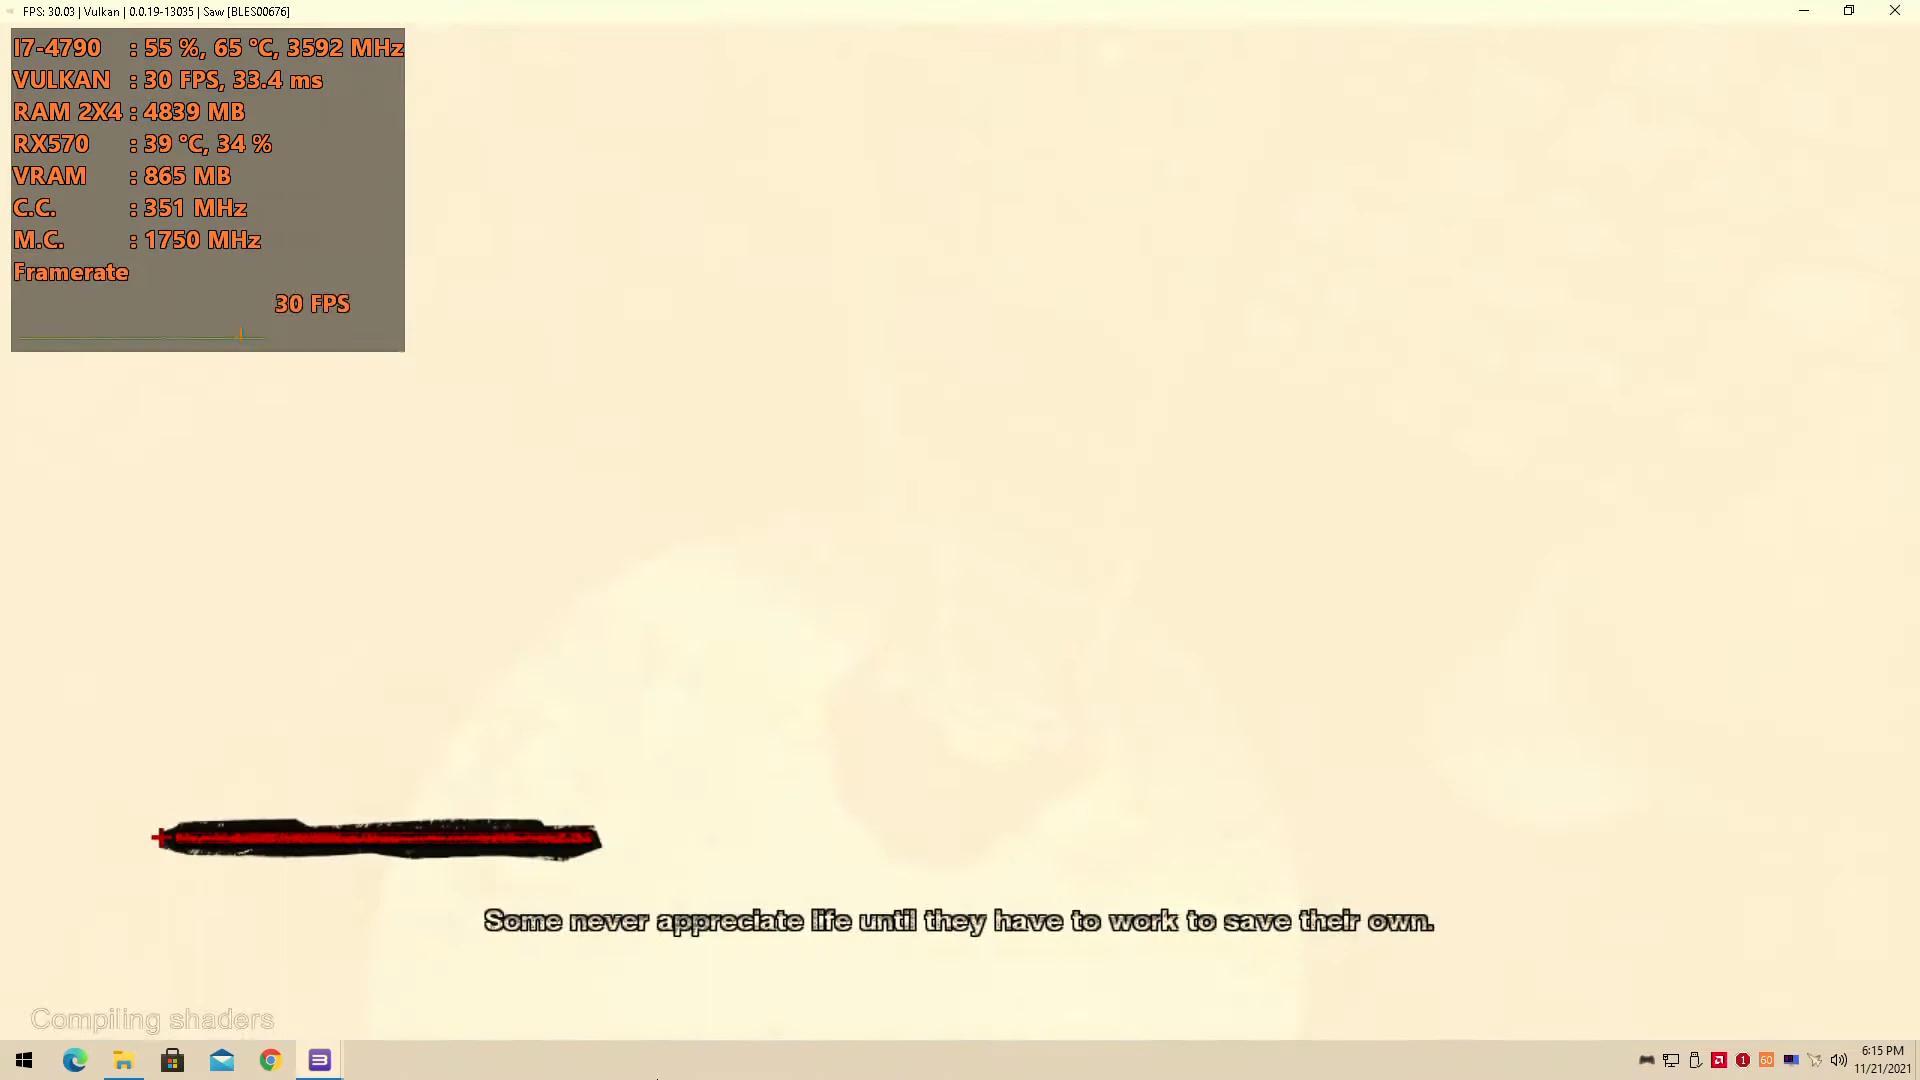 FPS: 30.03 | Vulkan | 0.0.19-13035 | Saw [BLES00676]
I7-4790 : 55 %, 65 °C, 3592 MHz
VULKAN : 30 FPS, 33.4 ms
RAM 2X4 : 4839 MB
RX570 : 39 °C, 34 %
VRAM : 865 MB
C.C. : 351 MHz
M.C. : 1750 MHz
Framerate
30 FPS
Some never appreciate life until they have to work to save their own.
Compiling shaders
60
6:15 PM
11/21/2021